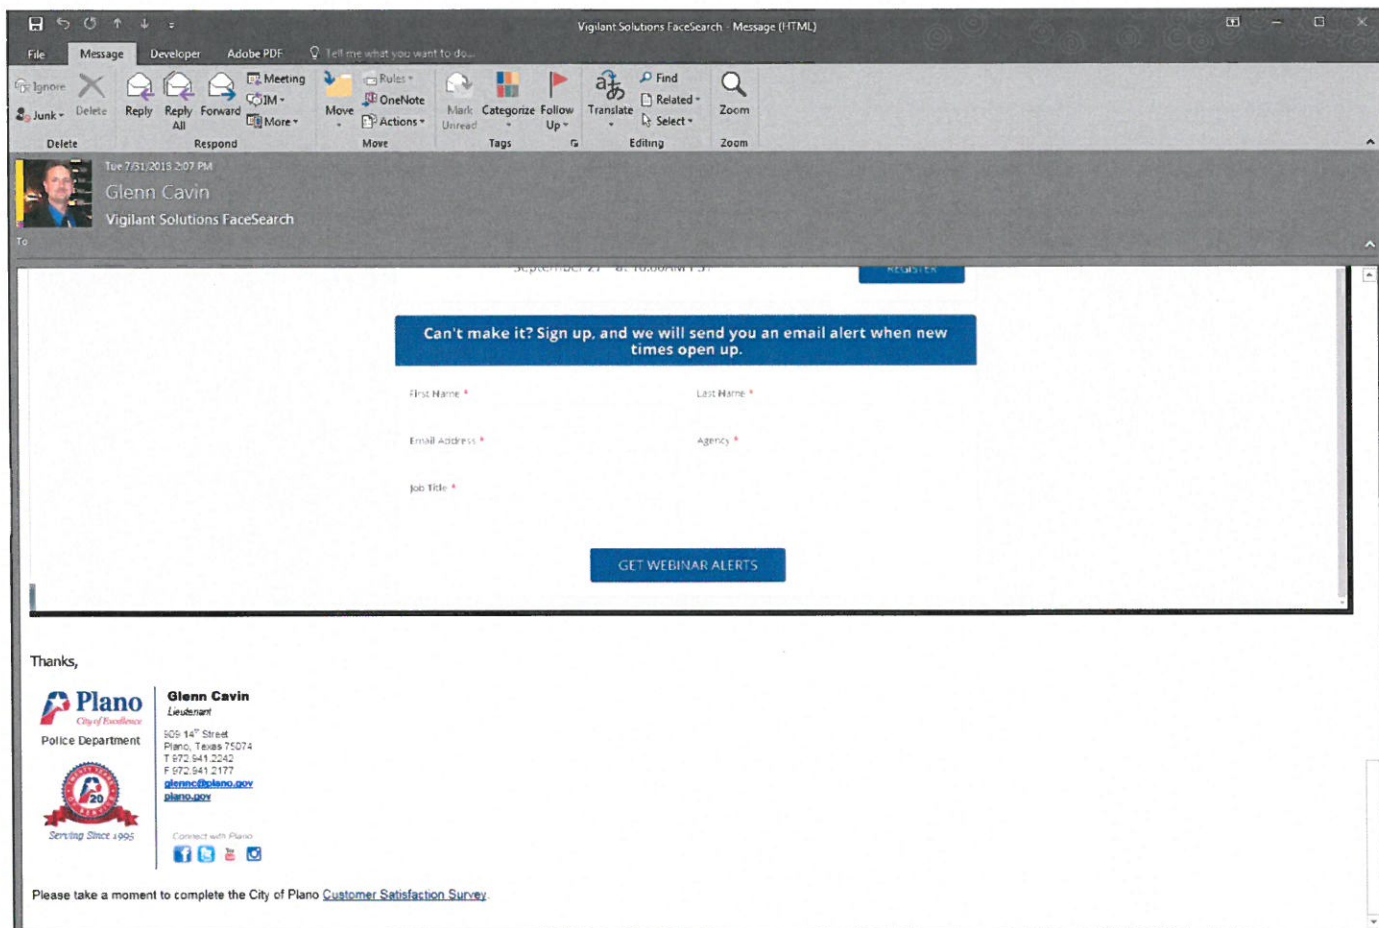 Vigilant Solutions FaceSearch - Message (HTML)
File Message Developer Adobe PDF Tell me what you want to do...
Ignore
Junk
Delete
Reply
Reply All
Forward
Meeting
IM
More
Move
Rules
OneNote
Actions
Mark Unread
Categorize
Follow Up
Translate
Find
Related
Select
Zoom
Delete Respond Move Tags Editing Zoom
Tue 7/31/2018 2:07 PM
Glenn Cavin
Vigilant Solutions FaceSearch
To
REGISTER
Can't make it? Sign up, and we will send you an email alert when new
times open up.
First Name * Last Name *
Email Address * Agency *
Job Title *
GET WEBINAR ALERTS
Thanks,
Plano
City of Excellence
Police Department
20
Serving Since 1995
Glenn Cavin
Lieutenant
909 14th Street
Plano, Texas 75074
T 972.941.2242
F 972.941.2177
glennc@plano.gov
plano.gov
Connect with Plano
Please take a moment to complete the City of Plano Customer Satisfaction Survey.